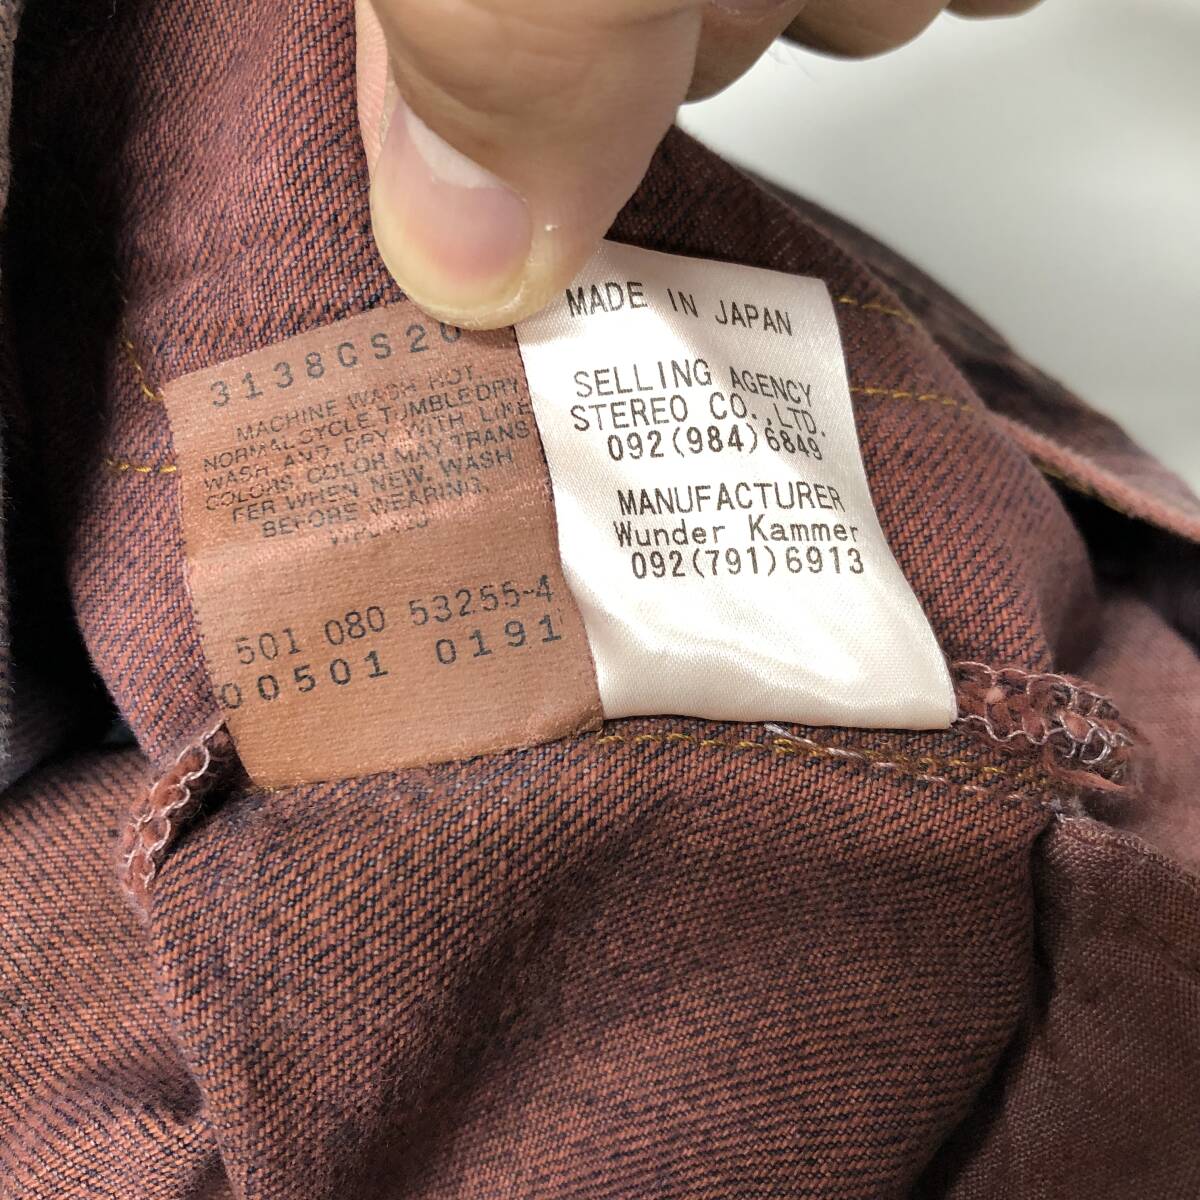 3138GS20
MACHINE WASH HOT
NORMAL CYCLE TUMBLEDRY
WASH AND DRY WITH LIKE
COLORS. COLOR MAY TRANS
FER WHEN NEW. WASH
BEFORE WEARING.
501 080 53255-4
00501 0191
MADE IN JAPAN
SELLING AGENCY
STEREO CO.,LTD.
092(984)6849
MANUFACTURER
Wunder Kammer
092(791)6913